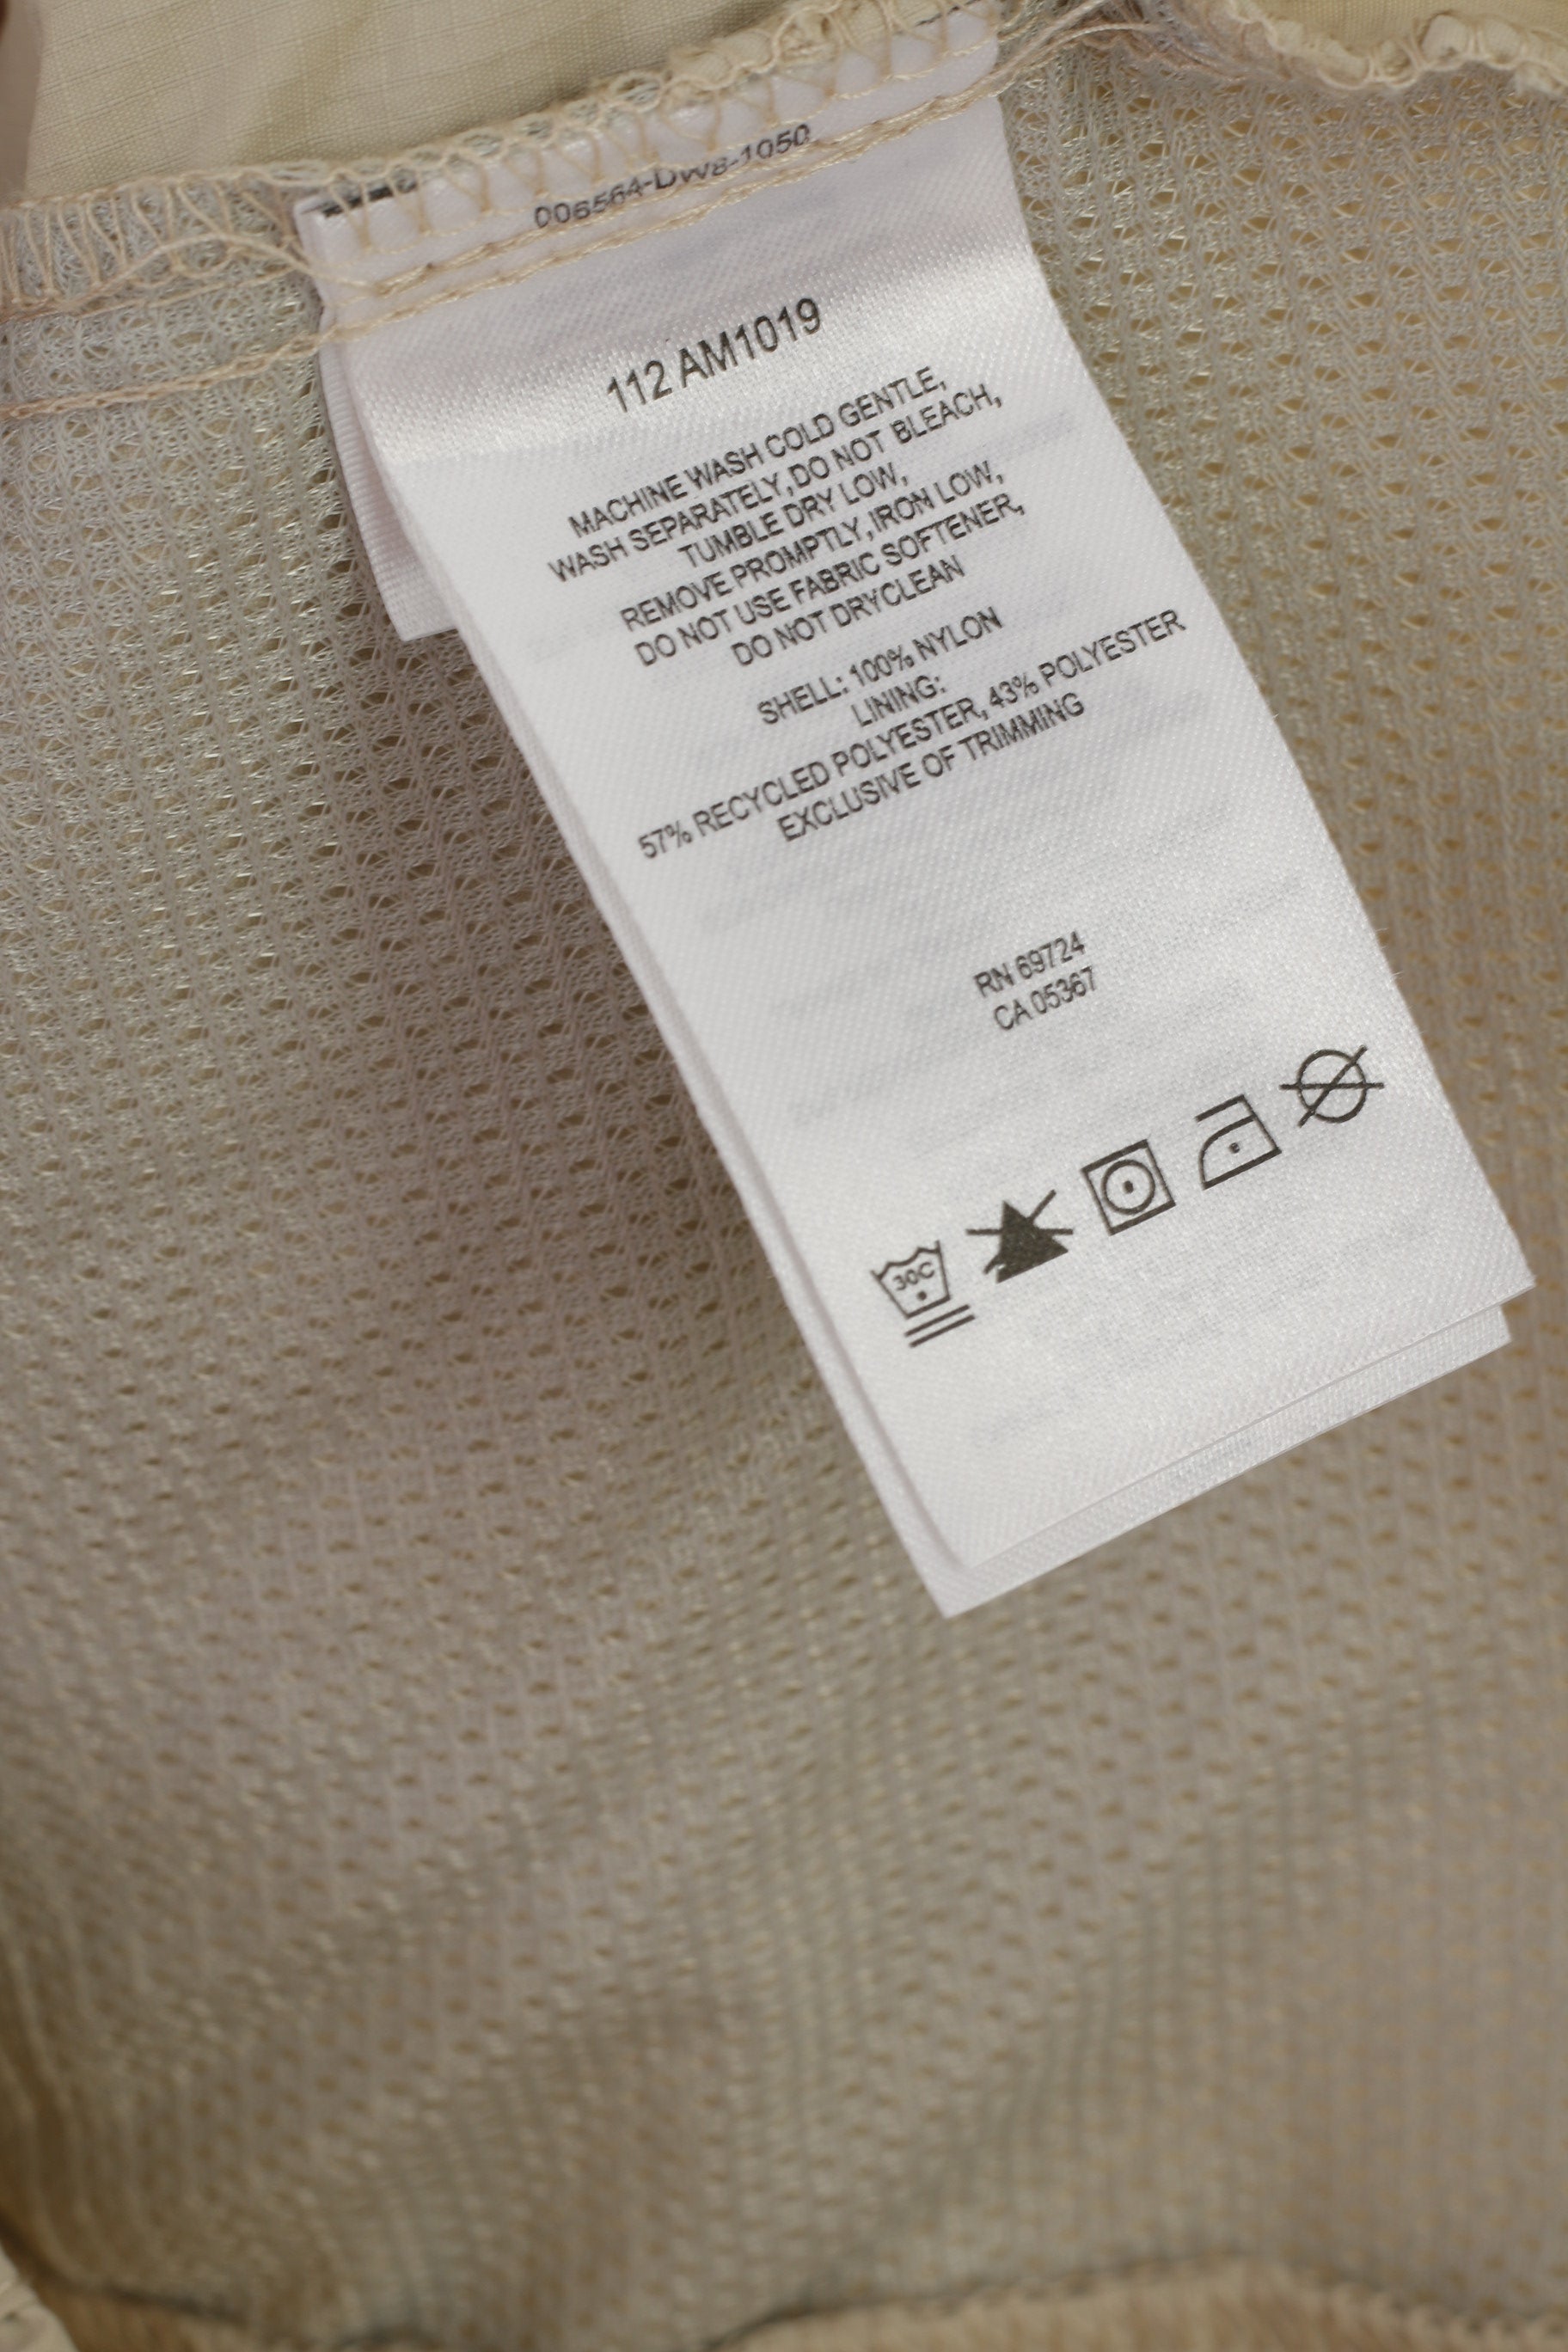 006564-DW8-1050
112 AM1019
MACHINE WASH COLD GENTLE,
WASH SEPARATELY, DO NOT BLEACH,
TUMBLE DRY LOW,
REMOVE PROMPTLY, IRON LOW,
DO NOT USE FABRIC SOFTENER,
DO NOT DRYCLEAN
SHELL: 100% NYLON
LINING:
57% RECYCLED POLYESTER, 43% POLYESTER
EXCLUSIVE OF TRIMMING
RN 69724
CA 05367
30C